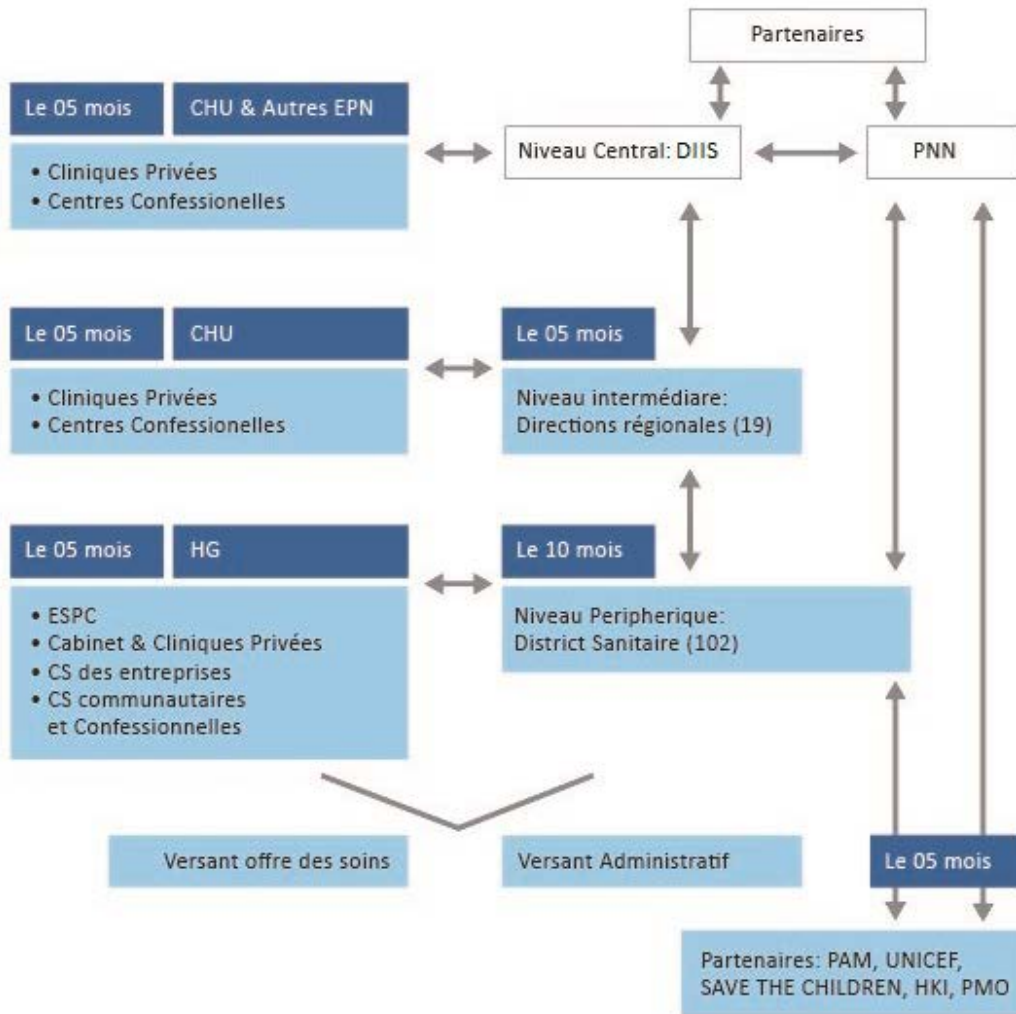 Partenaires
Le 05 mois
CHU & Autres EPN
• Cliniques Privées
• Centres Confessionelles
Niveau Central: DIIS
PNN
Le 05 mois
CHU
• Cliniques Privées
• Centres Confessionelles
Le 05 mois
Niveau intermédiare:
Directions régionales (19)
Le 05 mois
HG
• ESPC
• Cabinet & Cliniques Privées
• CS des entreprises
• CS communautaires
et Confessionnelles
Le 10 mois
Niveau Peripherique:
District Sanitaire (102)
Versant offre des soins
Versant Administratif
Le 05 mois
Partenaires: PAM, UNICEF,
SAVE THE CHILDREN, HKI, PMO